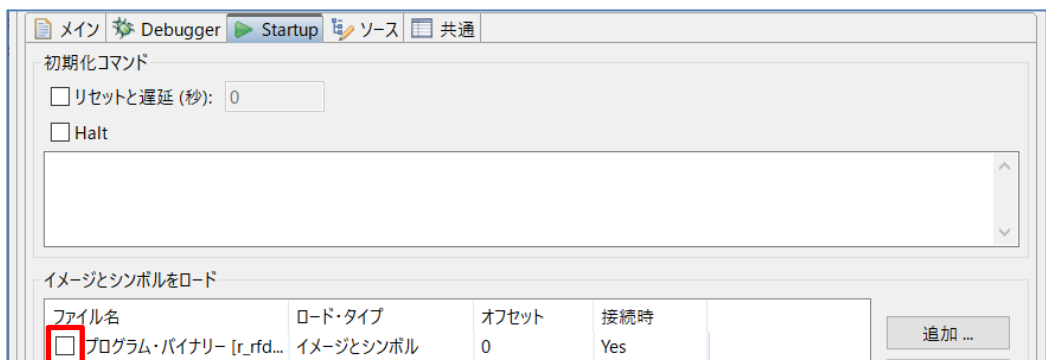 メイン Debugger Startup ソース 共通
初期化コマンド
リセットと遅延 (秒): 0
Halt
イメージとシンボルをロード
ファイル名 ロード・タイプ オフセット 接続時
プログラム・バイナリー [r_rfd... イメージとシンボル 0 Yes
追加 ...